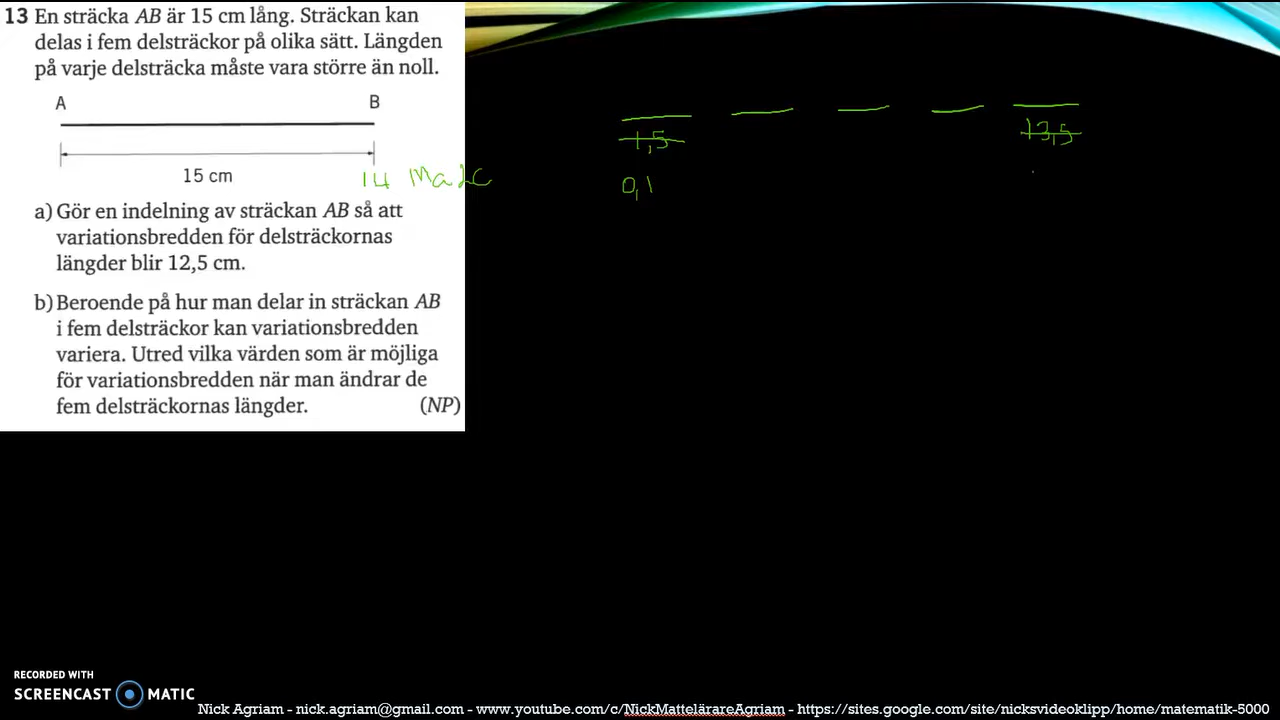 13 En sträcka AB är 15 cm lång. Sträckan kan
delas i fem delsträckor på olika sätt. Längden
på varje delsträcka måste vara större än noll.
A B
15 cm
14 Max
a) Gör en indelning av sträckan AB så att
variationsbredden för delsträckornas
längder blir 12,5 cm.
b) Beroende på hur man delar in sträckan AB
i fem delsträckor kan variationsbredden
variera. Utred vilka värden som är möjliga
för variationsbredden när man ändrar de
fem delsträckornas längder. (NP)
1,5 13,5
0,1
RECORDED WITH
SCREENCAST MATIC
Nick Agriam - nick.agriam@gmail.com - www.youtube.com/c/NickMattelärareAgriam - https://sites.google.com/site/nicksvideoklipp/home/matematik-5000